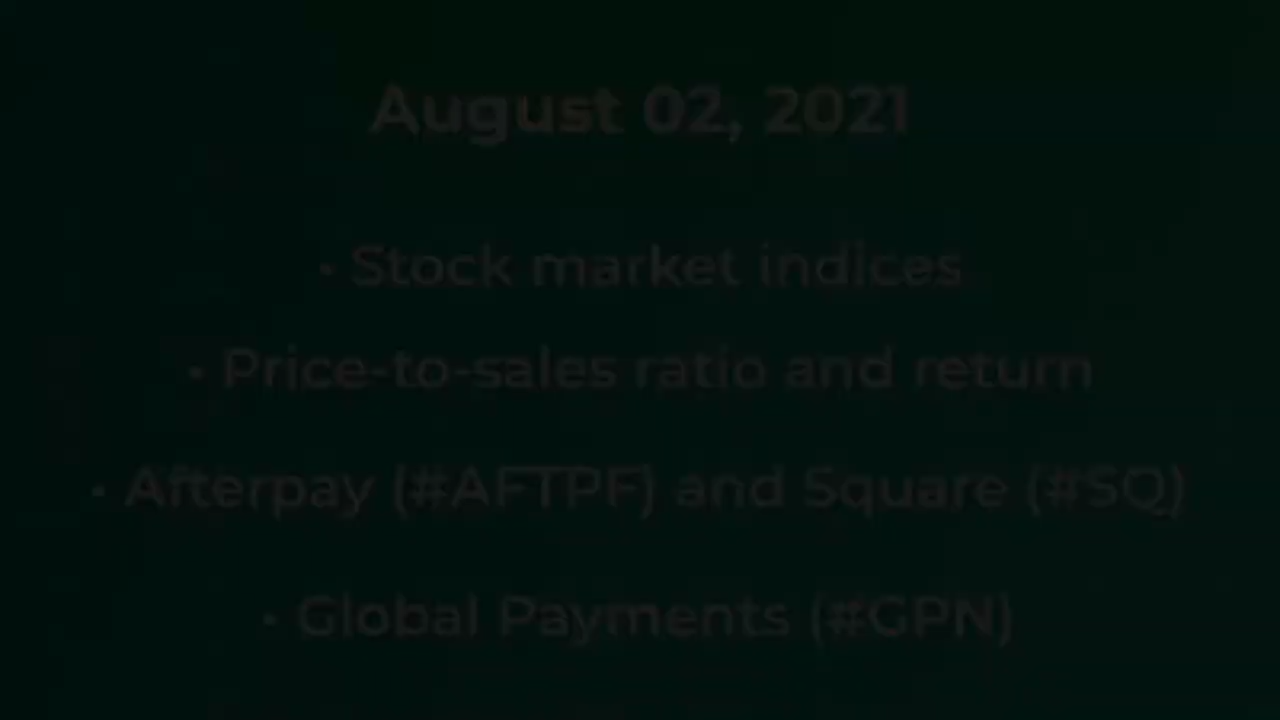 August 02, 2021
• Stock market indices
• Price-to-sales ratio and return
• Afterpay (#AFTPF) and Square (#SQ)
• Global Payments (#GPN)